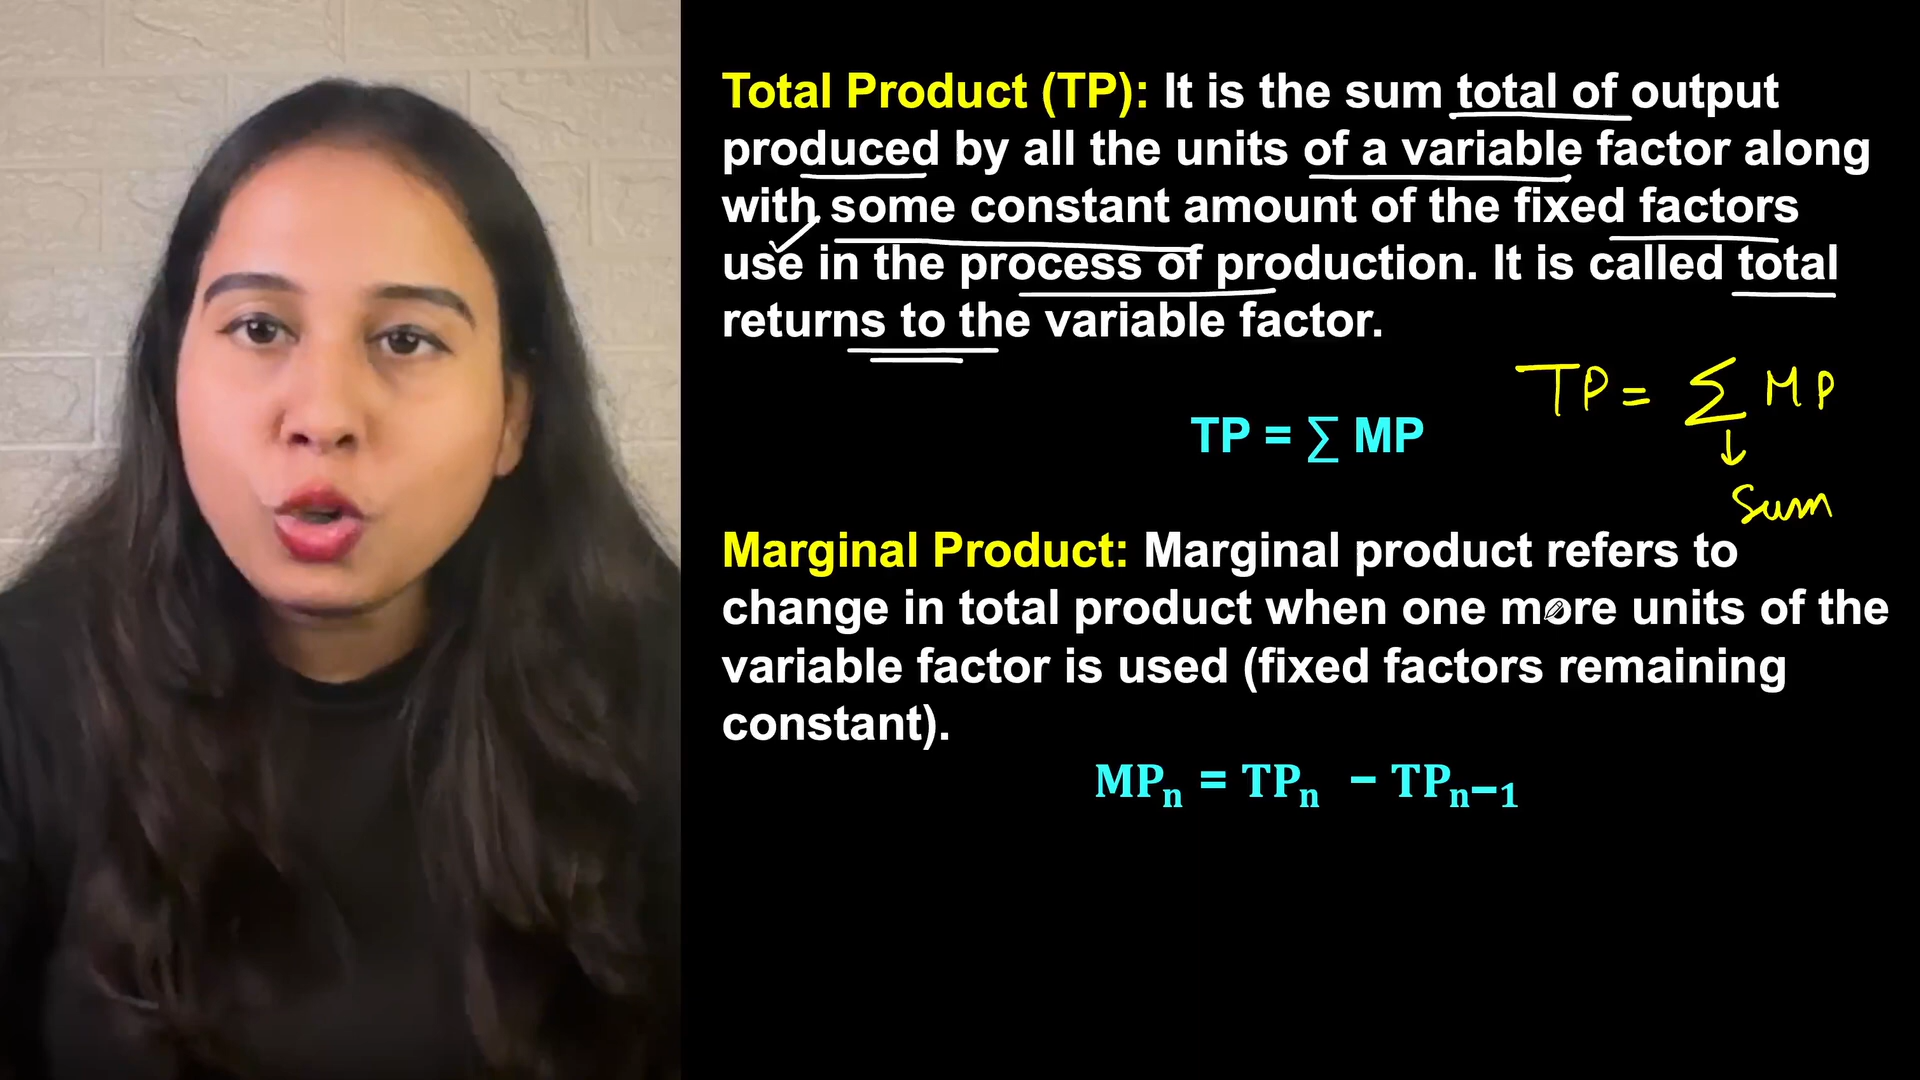 Total Product (TP): It is the sum total of output
produced by all the units of a variable factor along
with some constant amount of the fixed factors
use in the process of production. It is called total
returns to the variable factor.
TP = ∑ MP
TP = ∑ MP
↓
Sum
Marginal Product: Marginal product refers to
change in total product when one more units of the
variable factor is used (fixed factors remaining
constant).
MPₙ = TPₙ – TPₙ₋₁